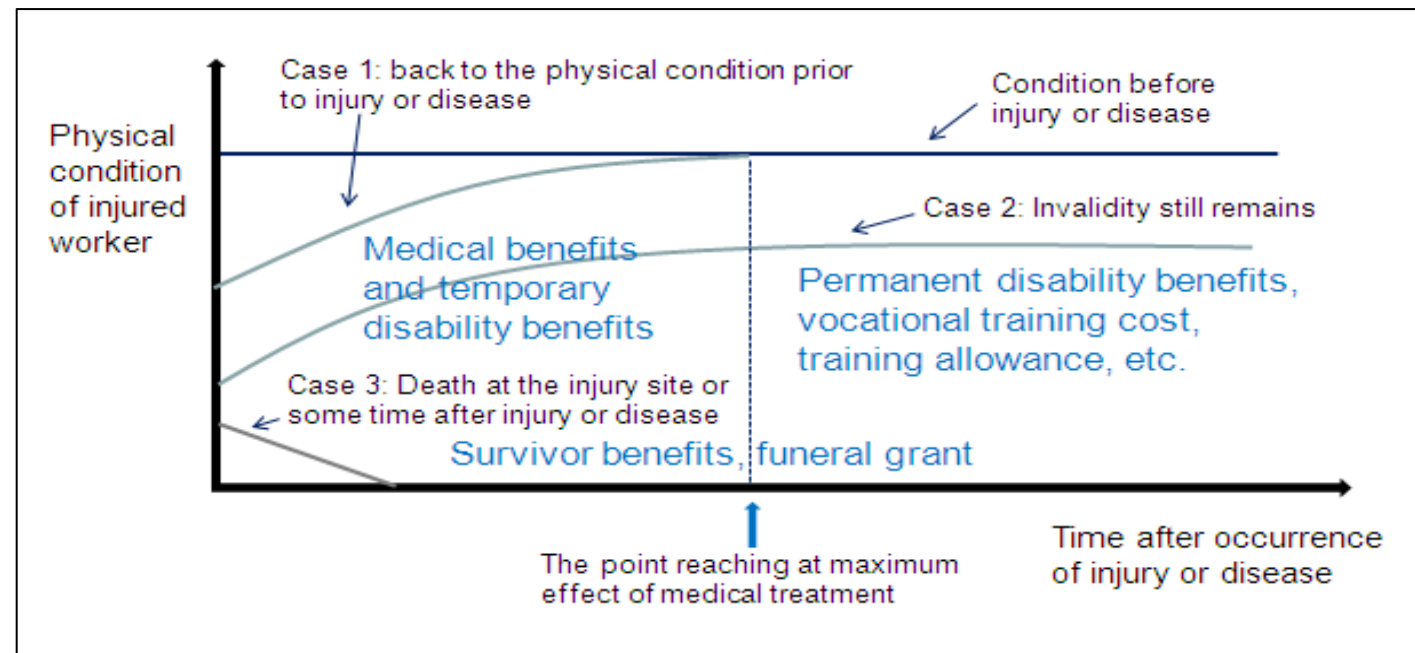 Case 1: back to the physical condition prior
to injury or disease
Condition before
injury or disease
Physical
condition
of injured
worker
Case 2: Invalidity still remains
Medical benefits
and temporary
disability benefits
Permanent disability benefits,
vocational training cost,
training allowance, etc.
Case 3: Death at the injury site or
some time after injury or disease
Survivor benefits, funeral grant
The point reaching at maximum
effect of medical treatment
Time after occurrence
of injury or disease